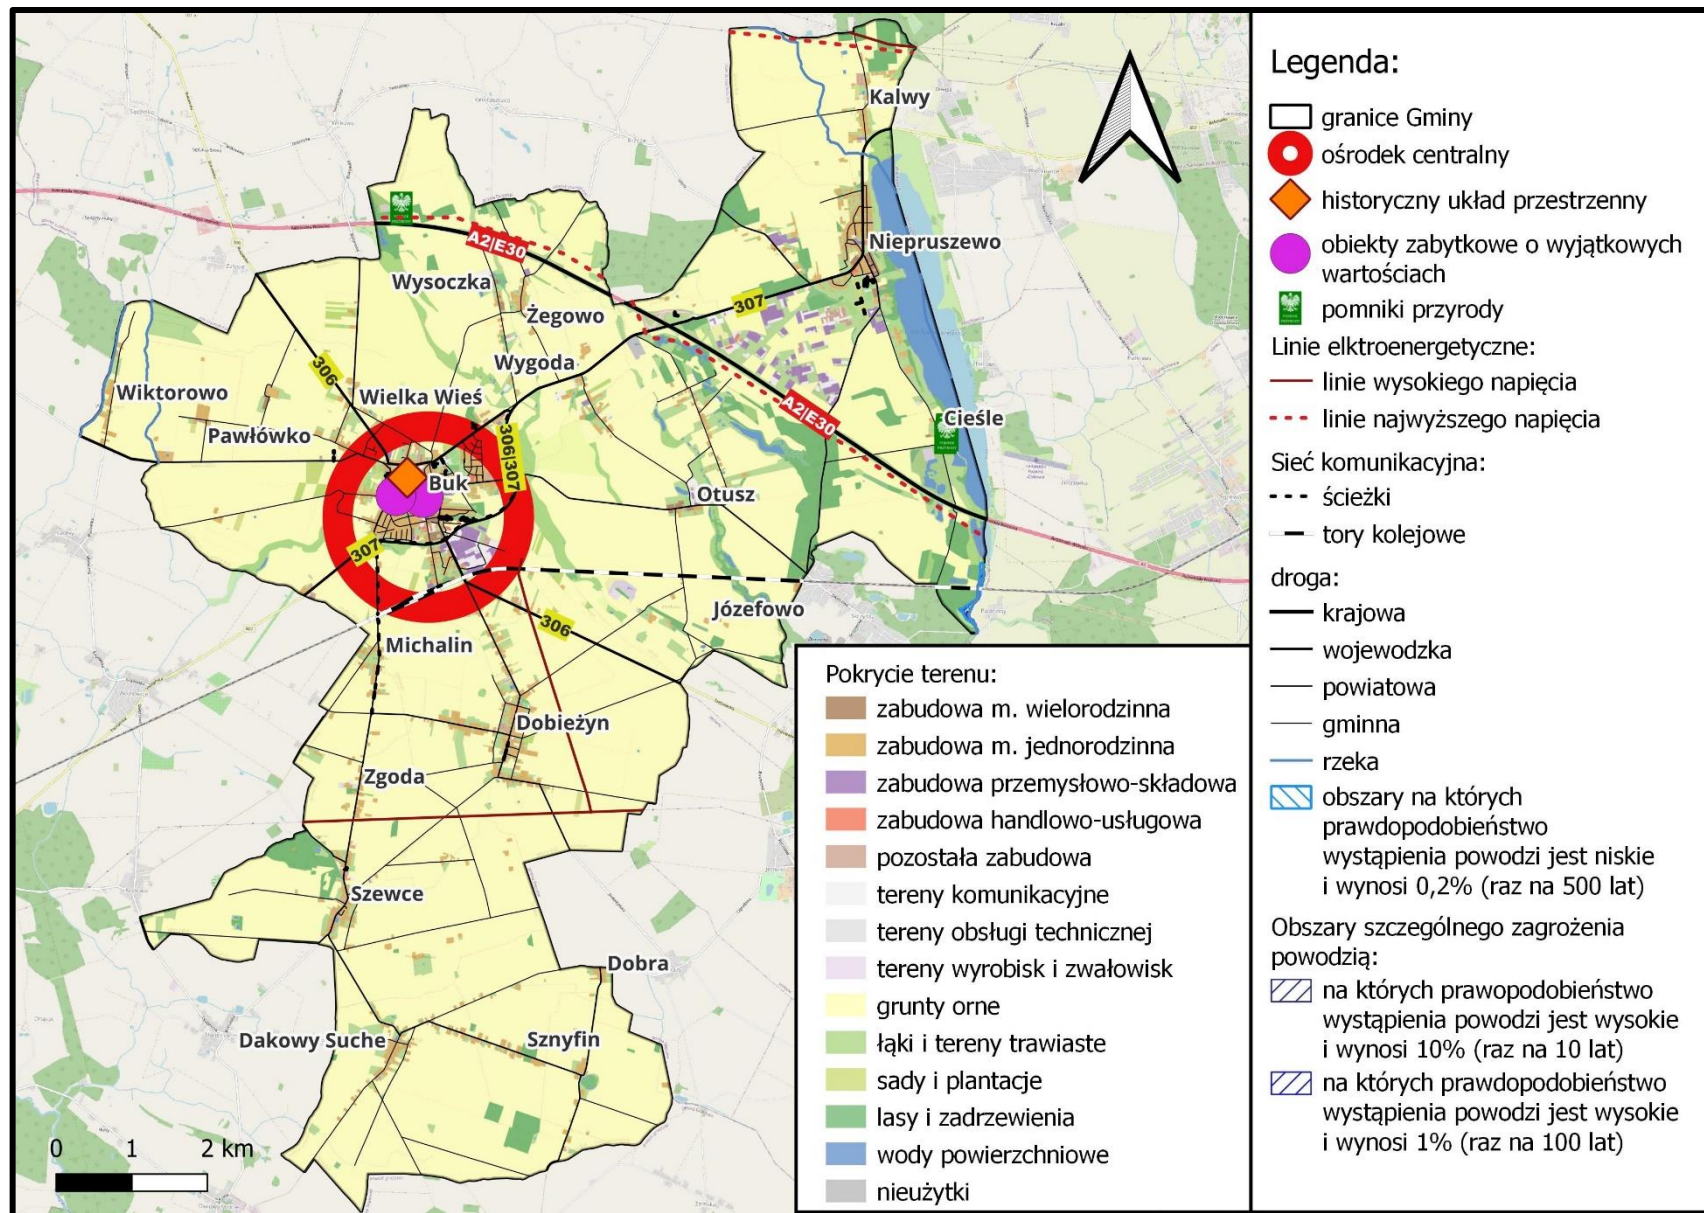 Kalwy
Niepruszewo
A2|E30
Wysoczka
Żegowo
307
Wygoda
306
Wiktorowo
Wielka Wieś
A2|E30
Cieśle
Pawłówko
306|307
Buk
Otusz
307
Józefowo
306
Michalin
Dobieżyn
Zgoda
Szewce
Dobra
Dakowy Suche
Sznyfin
0 1 2 km
Pokrycie terenu:
zabudowa m. wielorodzinna
zabudowa m. jednorodzinna
zabudowa przemysłowo-składowa
zabudowa handlowo-usługowa
pozostała zabudowa
tereny komunikacyjne
tereny obsługi technicznej
tereny wyrobisk i zwałowisk
grunty orne
łąki i tereny trawiaste
sady i plantacje
lasy i zadrzewienia
wody powierzchniowe
nieużytki
Legenda:
granice Gminy
ośrodek centralny
historyczny układ przestrzenny
obiekty zabytkowe o wyjątkowych
wartościach
pomniki przyrody
Linie elktroenergetyczne:
linie wysokiego napięcia
linie najwyższego napięcia
Sieć komunikacyjna:
ścieżki
tory kolejowe
droga:
krajowa
wojewodzka
powiatowa
gminna
rzeka
obszary na których
prawdopodobieństwo
wystąpienia powodzi jest niskie
i wynosi 0,2% (raz na 500 lat)
Obszary szczególnego zagrożenia
powodzią:
na których prawopodobieństwo
wystąpienia powodzi jest wysokie
i wynosi 10% (raz na 10 lat)
na których prawdopodobieństwo
wystąpienia powodzi jest wysokie
i wynosi 1% (raz na 100 lat)